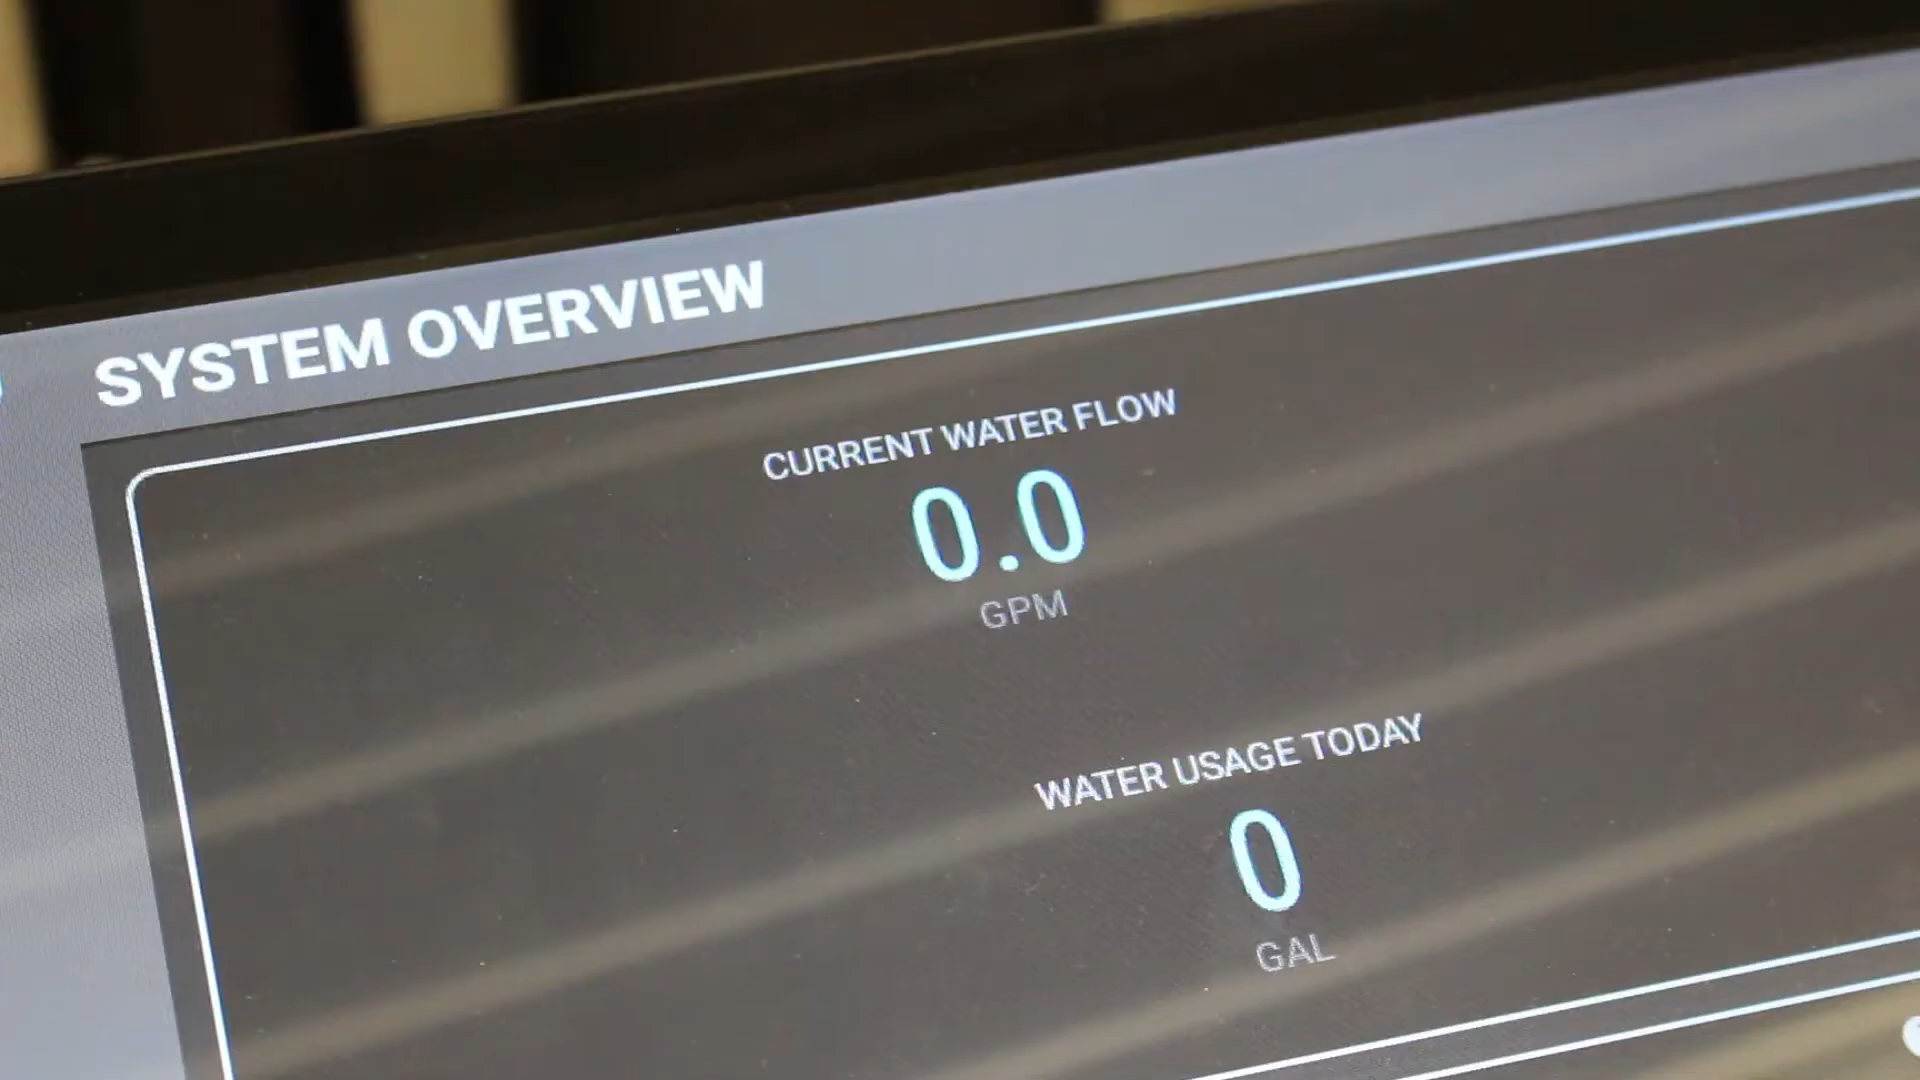 SYSTEM OVERVIEW
CURRENT WATER FLOW
0.0
GPM
WATER USAGE TODAY
0
GAL